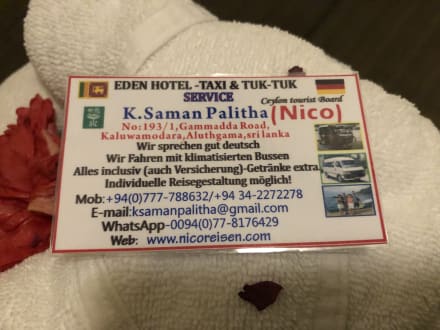 EDEN HOTEL -TAXI & TUK-TUK
SERVICE
Ceylon tourist Board
K.Saman Palitha (Nico)
No:193/1,Gammadda Road,
Kaluwamodara,Aluthgama,sri lanka
Wir sprechen gut deutsch
Wir Fahren mit klimatisierten Bussen
Alles inclusiv (auch Versicherung)-Getränke extra.
Individuelle Reisegestaltung möglich!
Mob:+94(0)777-788632/+94 34-2272278
E-mail:ksamanpalitha@gmail.com
WhatsApp-0094(0)77-8176429
Web: www.nicoreisen.com